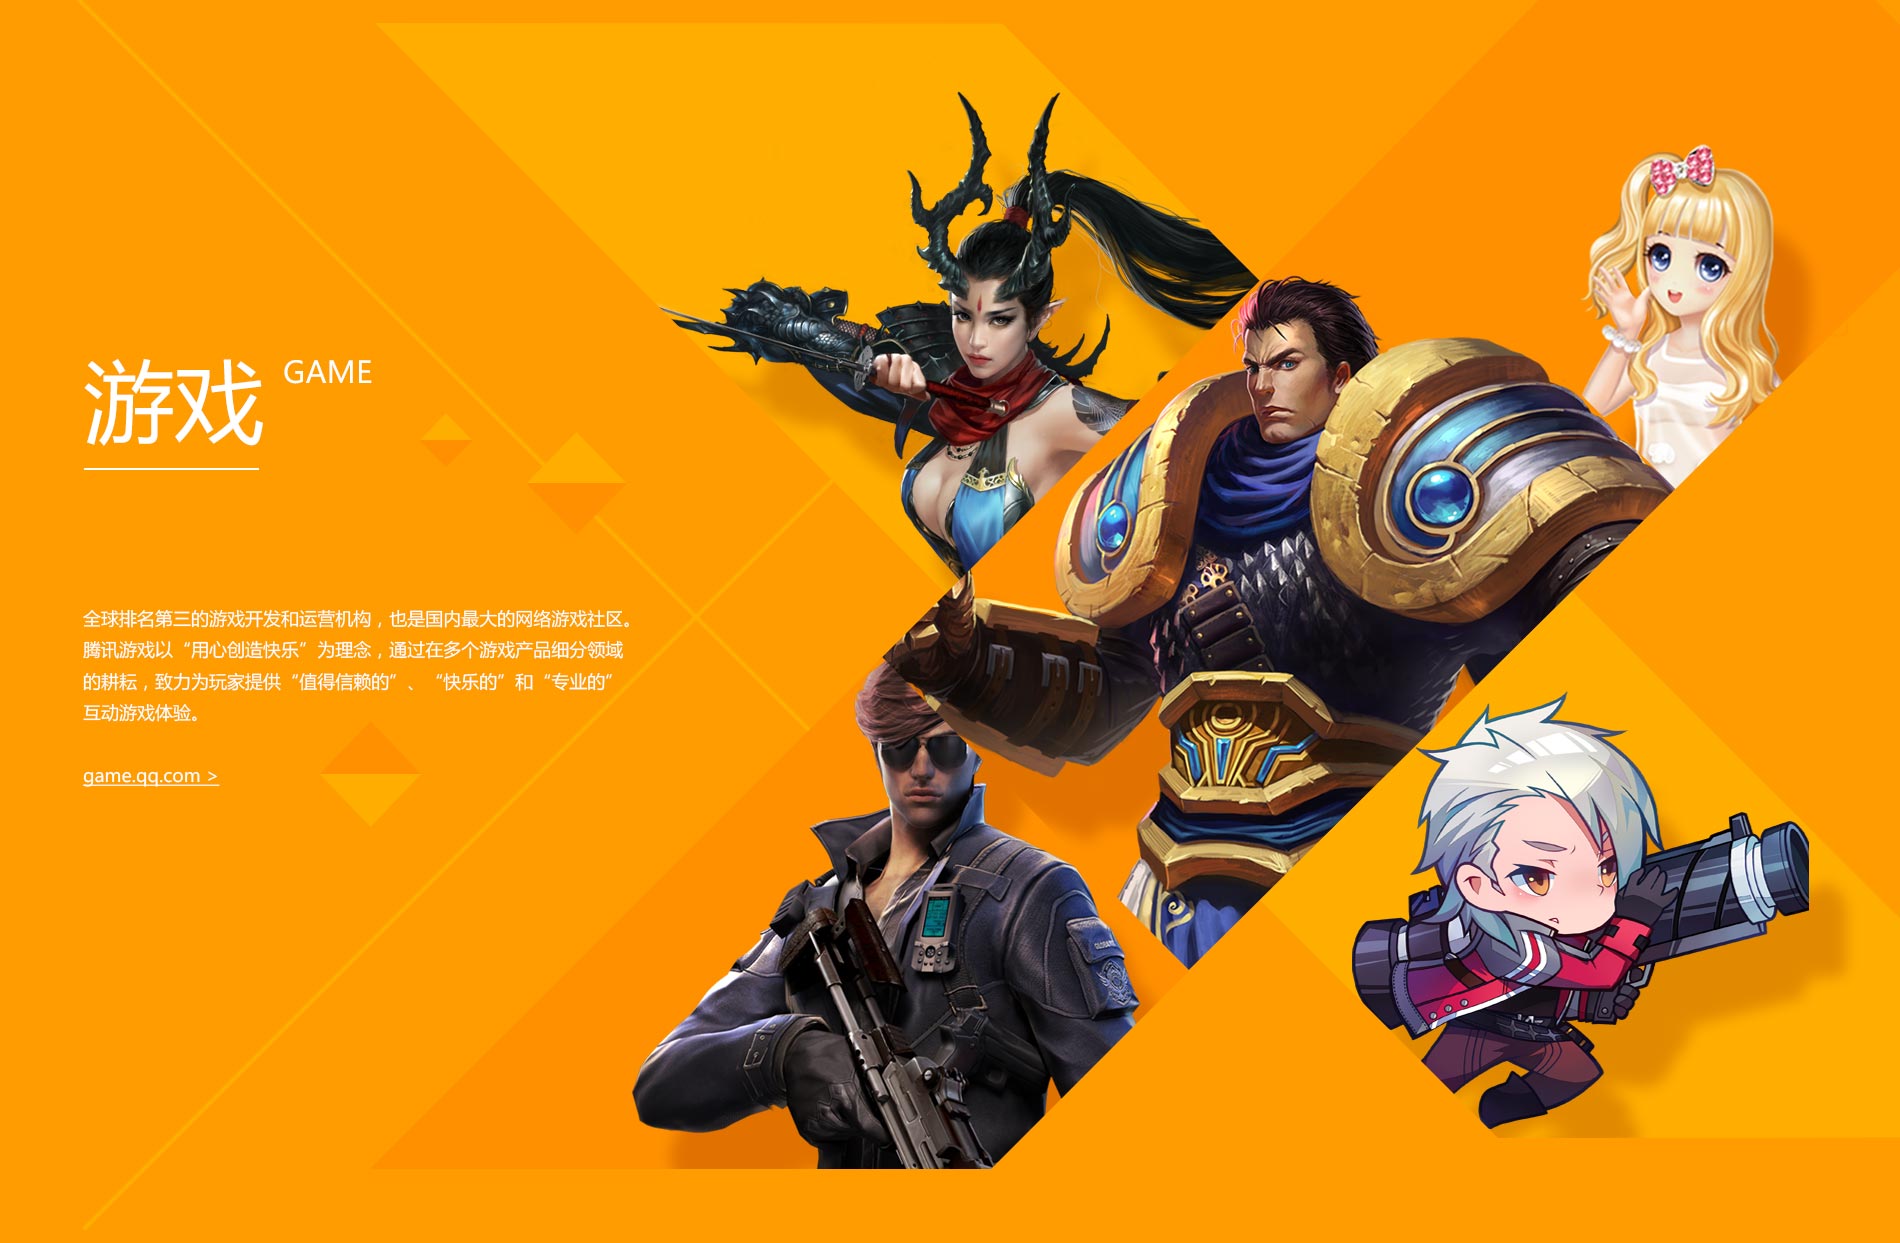 游戏 GAME
全球排名第三的游戏开发和运营机构，也是国内最大的网络游戏社区。
腾讯游戏以“用心创造快乐”为理念，通过在多个游戏产品细分领域
的耕耘，致力为玩家提供“值得信赖的”、“快乐的”和“专业的”
互动游戏体验。
game.qq.com >